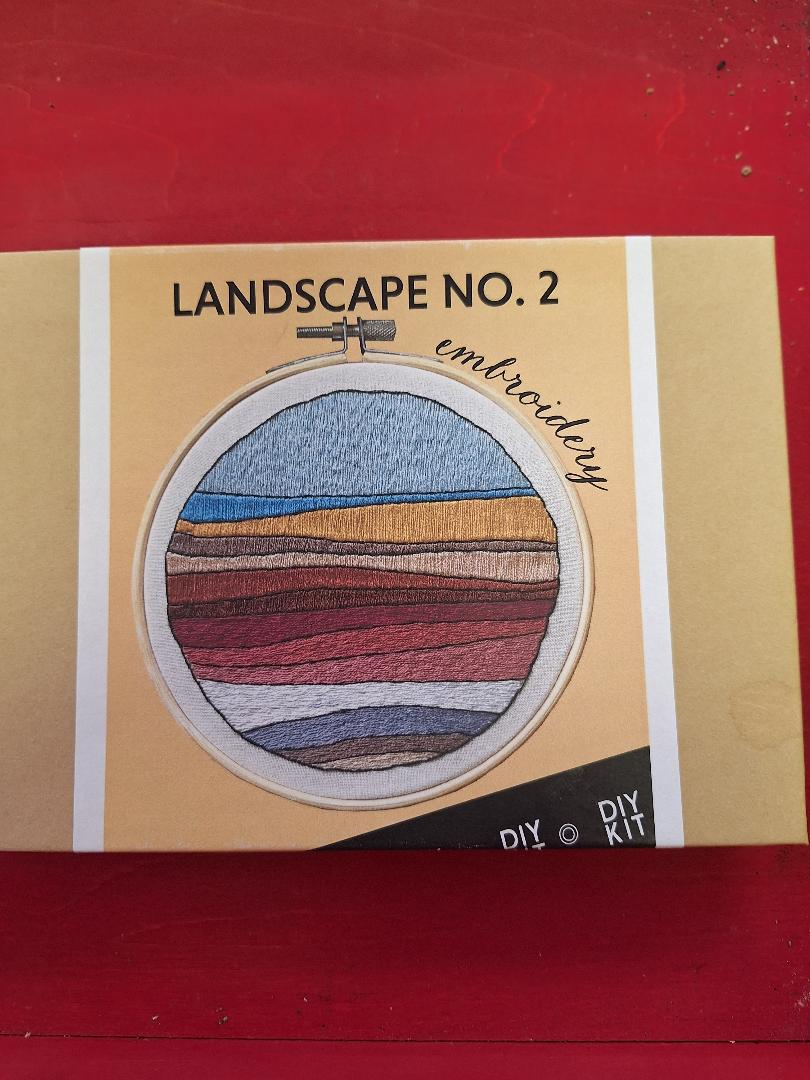 LANDSCAPE NO. 2
embroidery
DIY
KIT
DIY
KIT